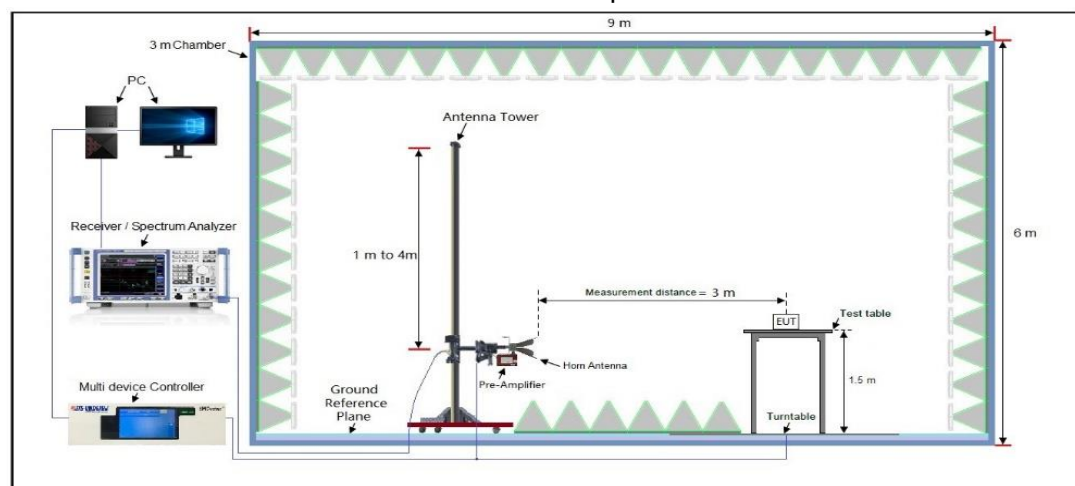 9 m
3 m Chamber
PC
Antenna Tower
Receiver / Spectrum Analyzer
1 m to 4m
6 m
Measurement distance = 3 m
EUT
Test table
Horn Antenna
Pre-Amplifier
1.5 m
Multi device Controller
Ground
Reference
Plane
Turntable